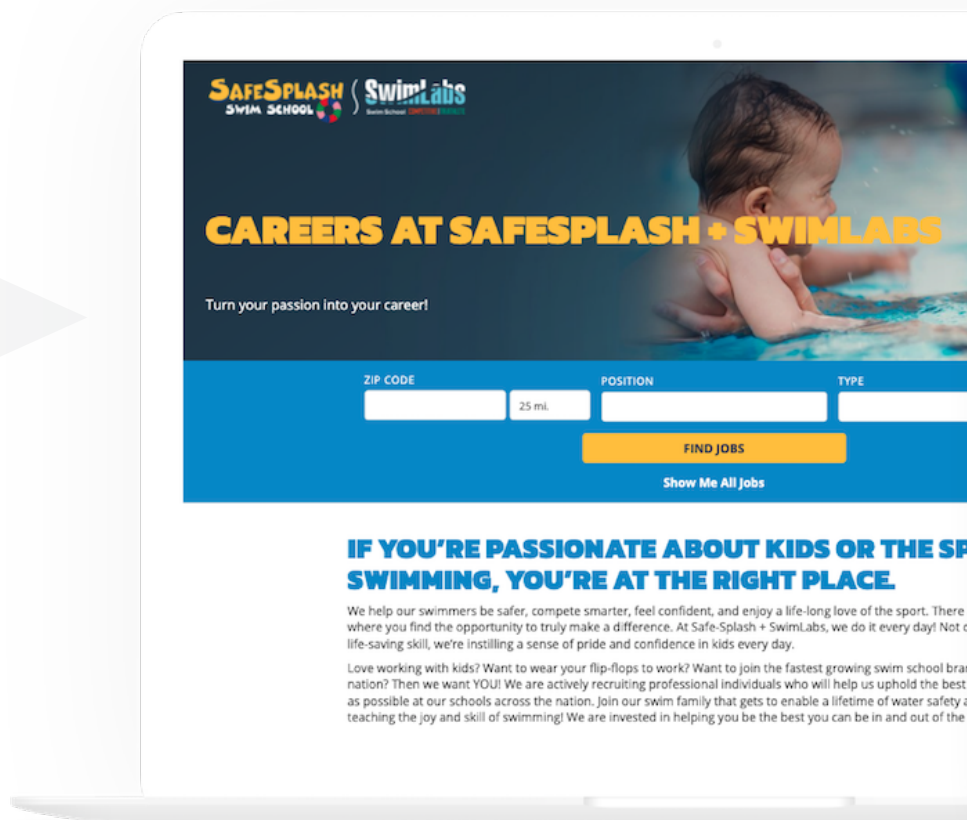 SAFESPLASH
SWIM SCHOOL
SwimLabs
Swim School
CAREERS AT SAFESPLASH + SWIMLABS
Turn your passion into your career!
ZIP CODE
POSITION
TYPE
25 mi.
FIND JOBS
Show Me All Jobs
IF YOU'RE PASSIONATE ABOUT KIDS OR THE SP
SWIMMING, YOU'RE AT THE RIGHT PLACE.
We help our swimmers be safer, compete smarter, feel confident, and enjoy a life-long love of the sport. There
where you find the opportunity to truly make a difference. At Safe-Splash + SwimLabs, we do it every day! Not
life-saving skill, we're instilling a sense of pride and confidence in kids every day.
Love working with kids? Want to wear your flip-flops to work? Want to join the fastest growing swim school bra
nation? Then we want YOU! We are actively recruiting professional individuals who will help us uphold the best
as possible at our schools across the nation. Join our swim family that gets to enable a lifetime of water safety
teaching the joy and skill of swimming! We are invested in helping you be the best you can be in and out of the